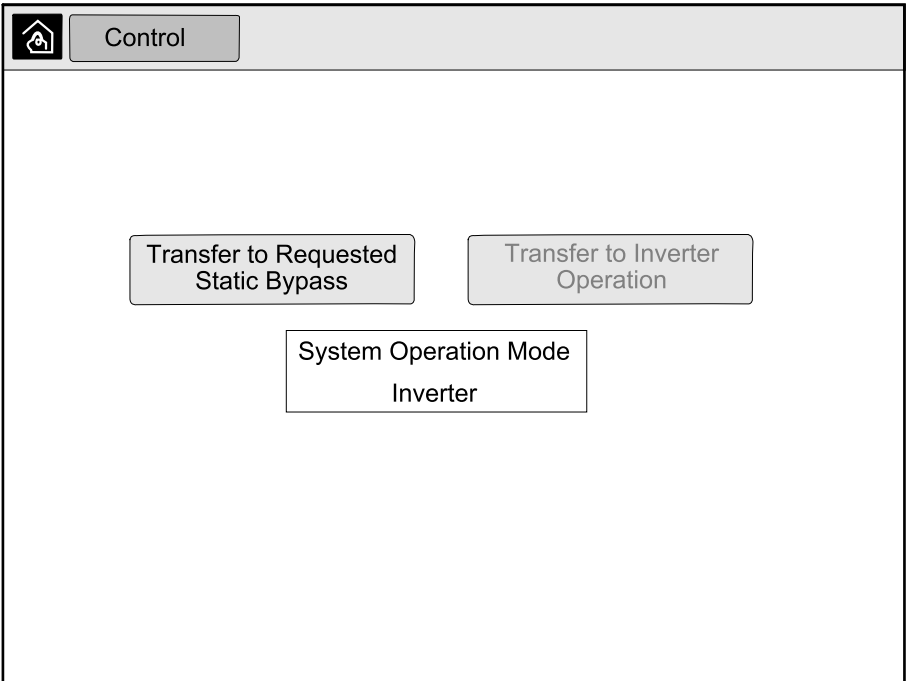 Control
Transfer to Requested
Static Bypass
Transfer to Inverter
Operation
System Operation Mode
Inverter